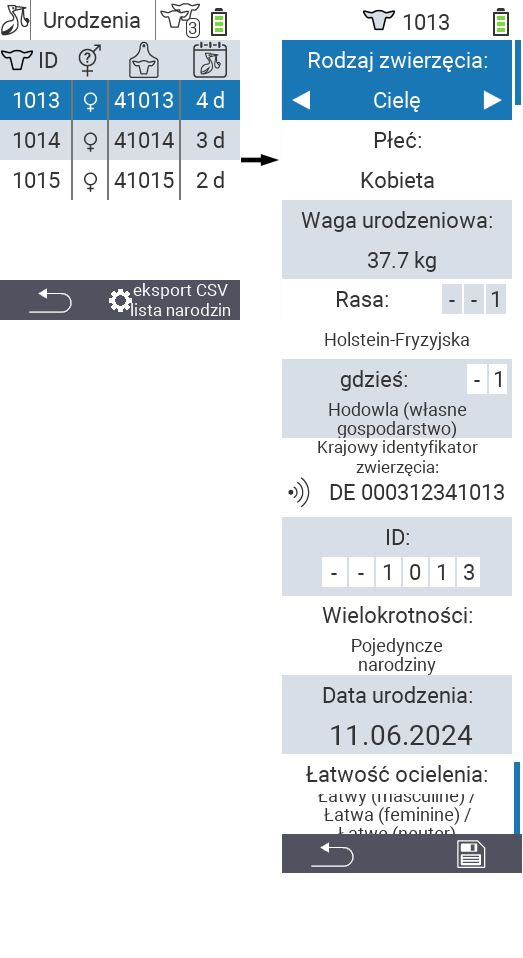 Urodzenia
3
ID
1013 41013 4 d
1014 41014 3 d
1015 41015 2 d
eksport CSV
lista narodzin
1013
Rodzaj zwierzęcia:
Cielę
Płeć:
Kobieta
Waga urodzeniowa:
37.7 kg
Rasa: - - 1
Holstein-Fryzyjska
gdzieś: - 1
Hodowla (własne
gospodarstwo)
Krajowy identyfikator
zwierzęcia:
DE 000312341013
ID:
- - 1 0 1 3
Wielokrotności:
Pojedyncze
narodziny
Data urodzenia:
11.06.2024
Łatwość ocielenia:
Łatwy (masculine) /
Łatwa (feminine) /
Łatwe (neuter)